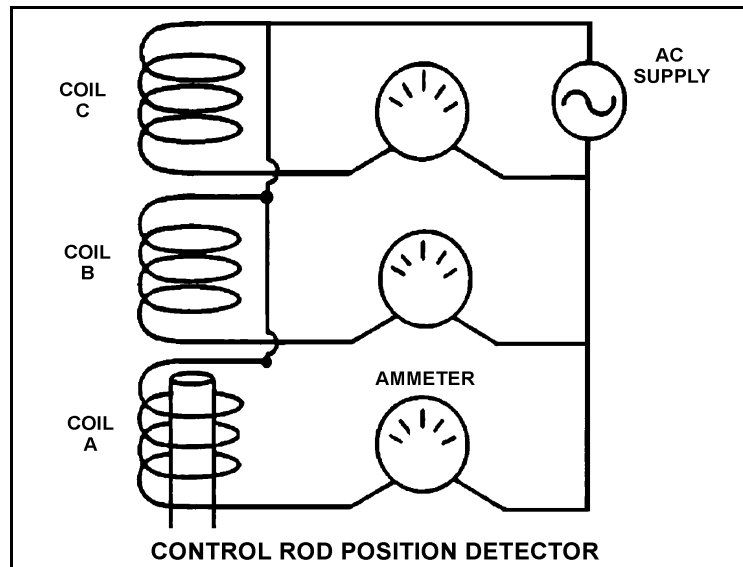 AC
SUPPLY
COIL
C
COIL
B
AMMETER
COIL
A
CONTROL ROD POSITION DETECTOR